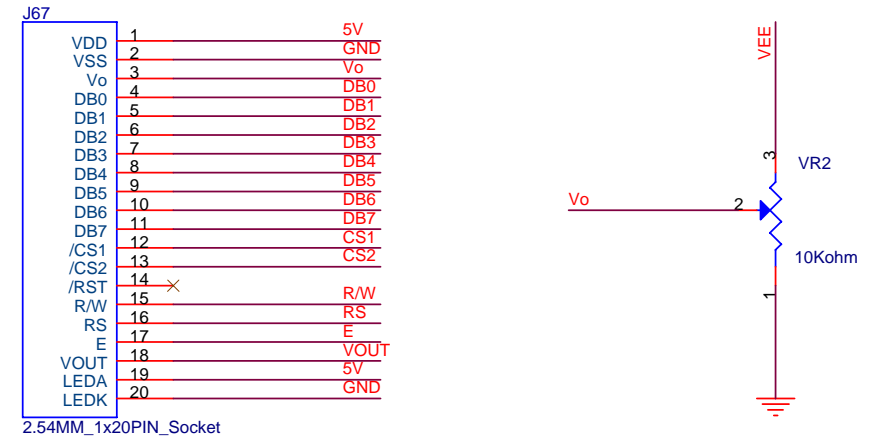 J67
VDD 1 5V
VSS 2 GND
Vo 3 Vo
DB0 4 DB0
DB1 5 DB1
DB2 6 DB2
DB3 7 DB3
DB4 8 DB4
DB5 9 DB5
DB6 10 DB6
DB7 11 DB7
/CS1 12 CS1
/CS2 13 CS2
/RST 14
R/W 15 R/W
RS 16 RS
E 17 E
VOUT 18 VOUT
LEDA 19 5V
LEDK 20 GND
2.54MM_1x20PIN_Socket
VEE
3
VR2
Vo 2
10Kohm
1